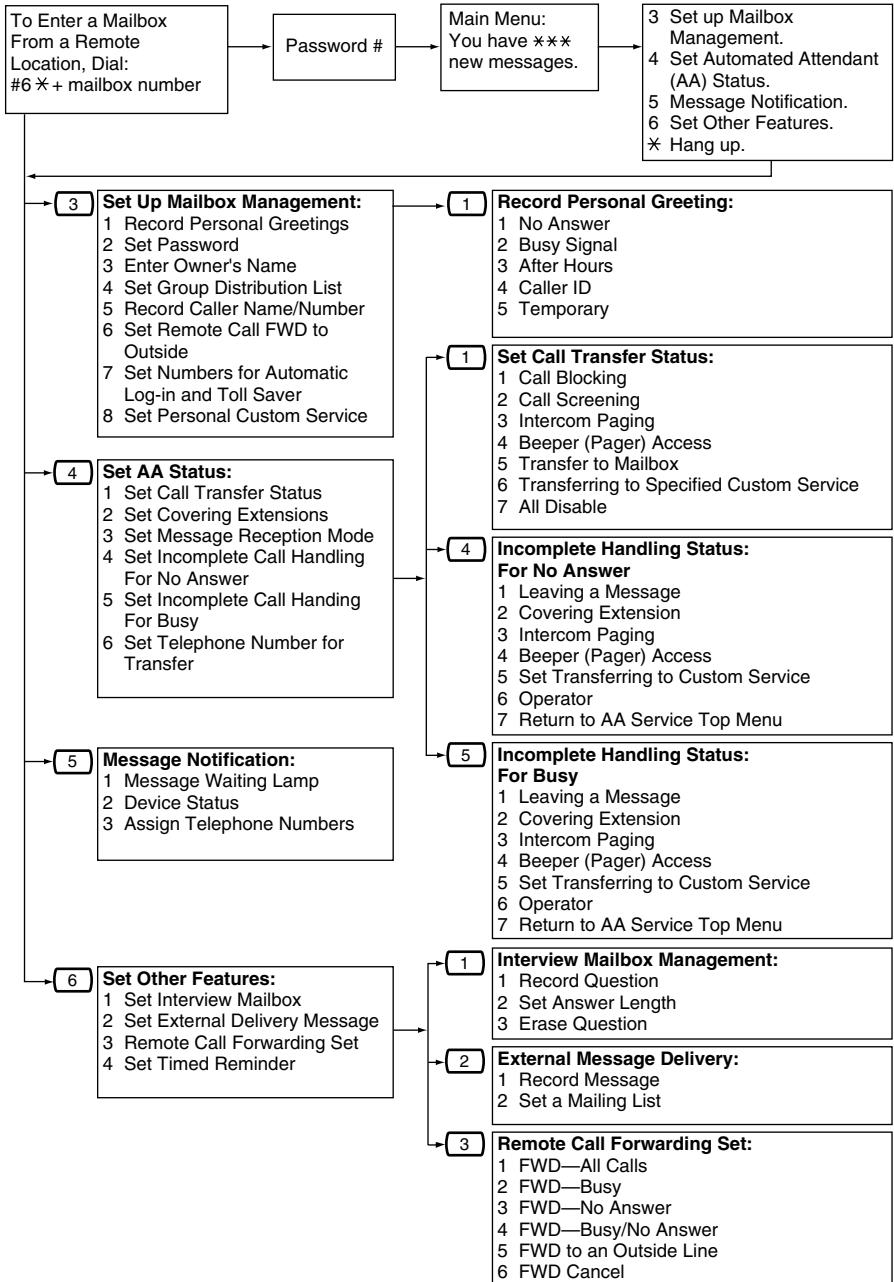 To Enter a Mailbox
From a Remote
Location, Dial:
#6 ✳ + mailbox number
Password #
Main Menu:
You have ✳✳✳
new messages.
3 Set up Mailbox
Management.
4 Set Automated Attendant
(AA) Status.
5 Message Notification.
6 Set Other Features.
✳ Hang up.
3
Set Up Mailbox Management:
1 Record Personal Greetings
2 Set Password
3 Enter Owner's Name
4 Set Group Distribution List
5 Record Caller Name/Number
6 Set Remote Call FWD to
Outside
7 Set Numbers for Automatic
Log-in and Toll Saver
8 Set Personal Custom Service
1
Record Personal Greeting:
1 No Answer
2 Busy Signal
3 After Hours
4 Caller ID
5 Temporary
4
Set AA Status:
1 Set Call Transfer Status
2 Set Covering Extensions
3 Set Message Reception Mode
4 Set Incomplete Call Handling
For No Answer
5 Set Incomplete Call Handing
For Busy
6 Set Telephone Number for
Transfer
1
Set Call Transfer Status:
1 Call Blocking
2 Call Screening
3 Intercom Paging
4 Beeper (Pager) Access
5 Transfer to Mailbox
6 Transferring to Specified Custom Service
7 All Disable
4
Incomplete Handling Status:
For No Answer
1 Leaving a Message
2 Covering Extension
3 Intercom Paging
4 Beeper (Pager) Access
5 Set Transferring to Custom Service
6 Operator
7 Return to AA Service Top Menu
5
Incomplete Handling Status:
For Busy
1 Leaving a Message
2 Covering Extension
3 Intercom Paging
4 Beeper (Pager) Access
5 Set Transferring to Custom Service
6 Operator
7 Return to AA Service Top Menu
5
Message Notification:
1 Message Waiting Lamp
2 Device Status
3 Assign Telephone Numbers
6
Set Other Features:
1 Set Interview Mailbox
2 Set External Delivery Message
3 Remote Call Forwarding Set
4 Set Timed Reminder
1
Interview Mailbox Management:
1 Record Question
2 Set Answer Length
3 Erase Question
2
External Message Delivery:
1 Record Message
2 Set a Mailing List
3
Remote Call Forwarding Set:
1 FWD—All Calls
2 FWD—Busy
3 FWD—No Answer
4 FWD—Busy/No Answer
5 FWD to an Outside Line
6 FWD Cancel